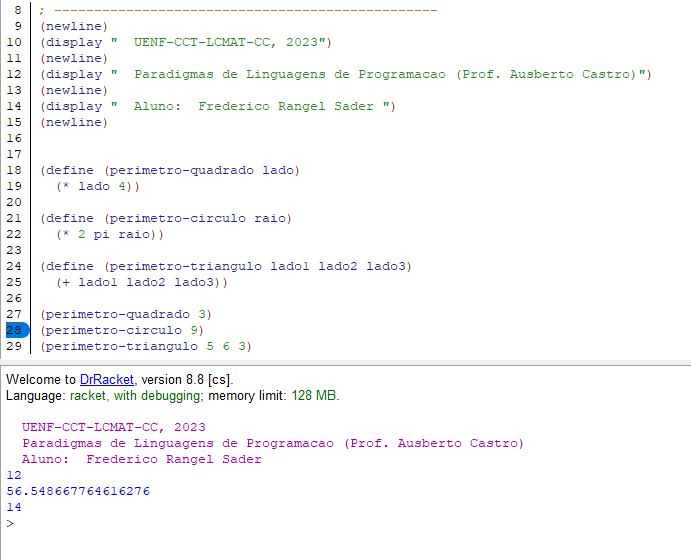 8 ; ------------------------------------------------
9 (newline)
10 (display "  UENF-CCT-LCMAT-CC, 2023")
11 (newline)
12 (display "  Paradigmas de Linguagens de Programacao (Prof. Ausberto Castro)")
13 (newline)
14 (display "  Aluno:  Frederico Rangel Sader ")
15 (newline)
16
17
18 (define (perimetro-quadrado lado)
19   (* lado 4))
20
21 (define (perimetro-circulo raio)
22   (* 2 pi raio))
23
24 (define (perimetro-triangulo lado1 lado2 lado3)
25   (+ lado1 lado2 lado3))
26
27 (perimetro-quadrado 3)
28 (perimetro-circulo 9)
29 (perimetro-triangulo 5 6 3)
Welcome to DrRacket, version 8.8 [cs].
Language: racket, with debugging; memory limit: 128 MB.
  UENF-CCT-LCMAT-CC, 2023
  Paradigmas de Linguagens de Programacao (Prof. Ausberto Castro)
  Aluno:  Frederico Rangel Sader
12
56.548667764616276
14
>